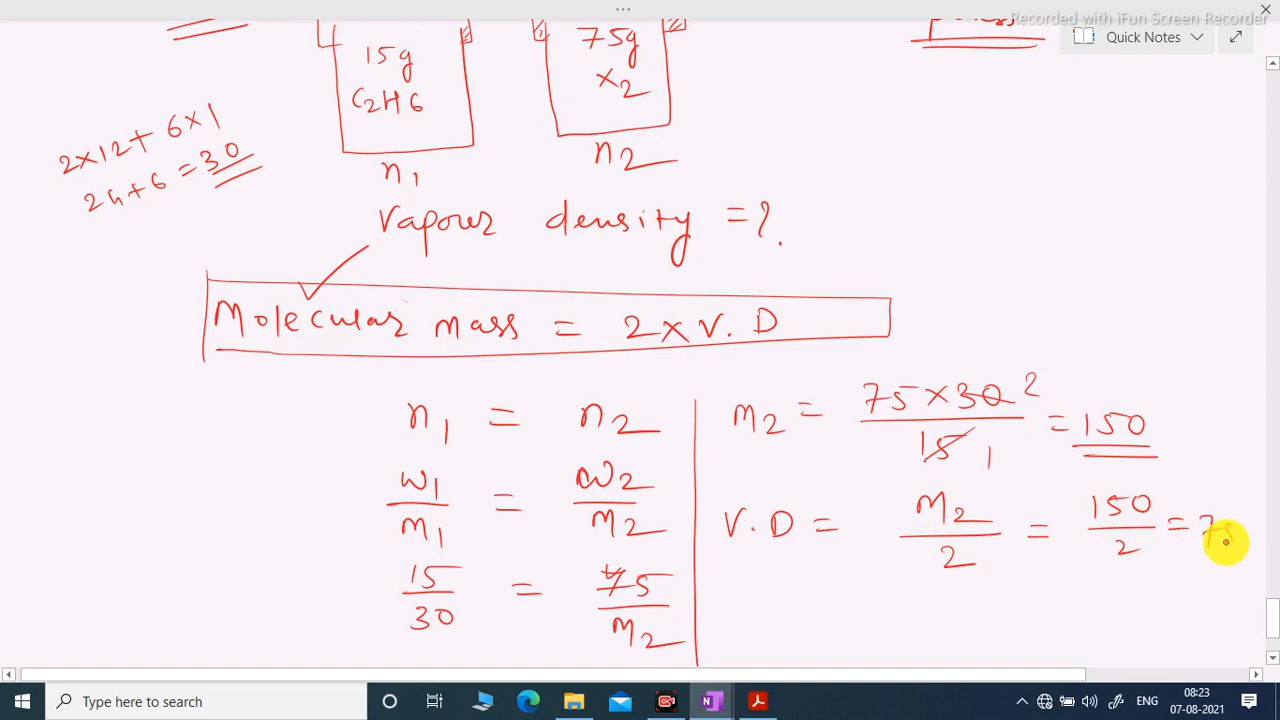 Recorded with iFun Screen Recorder
Quick Notes
15g
C2H6
75g
X2
n1
n2
2×12+ 6×1
24+6 =30
Vapour density =?
Molecular mass = 2×V.D
n1 = n2
w1/m1 = w2/m2
15/30 = 75/m2
m2 = 75×30 2/15 1 = 150
V.D = M2/2 = 150/2 = 75
Type here to search
ENG
08:23
07-08-2021